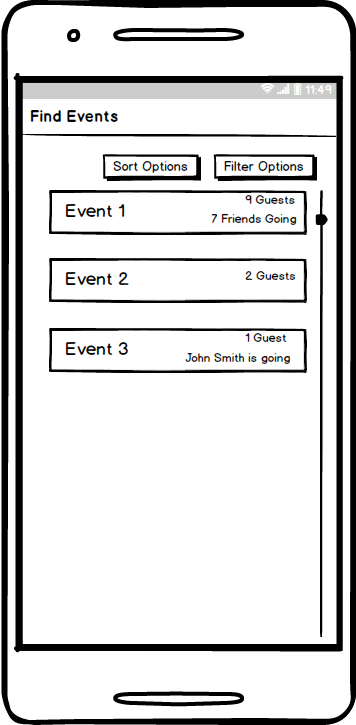 11:49
Find Events
Sort Options Filter Options
9 Guests
Event 1
7 Friends Going
Event 2 2 Guests
1 Guest
Event 3
John Smith is going